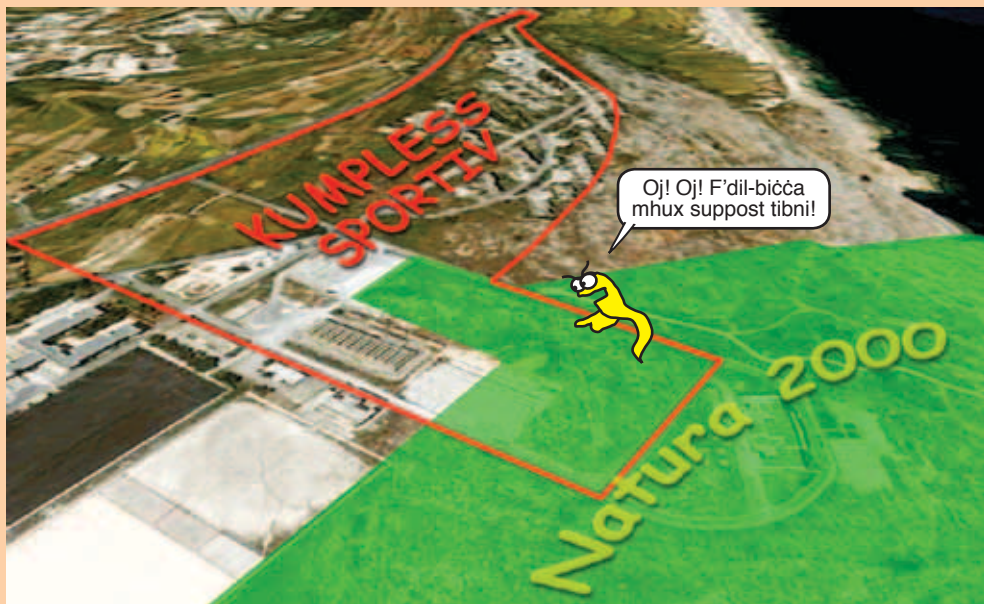 KUMPLESS
SPORTIV
Oj! Oj! F'dil-biċċa
mhux suppost tibni!
Natura 2000